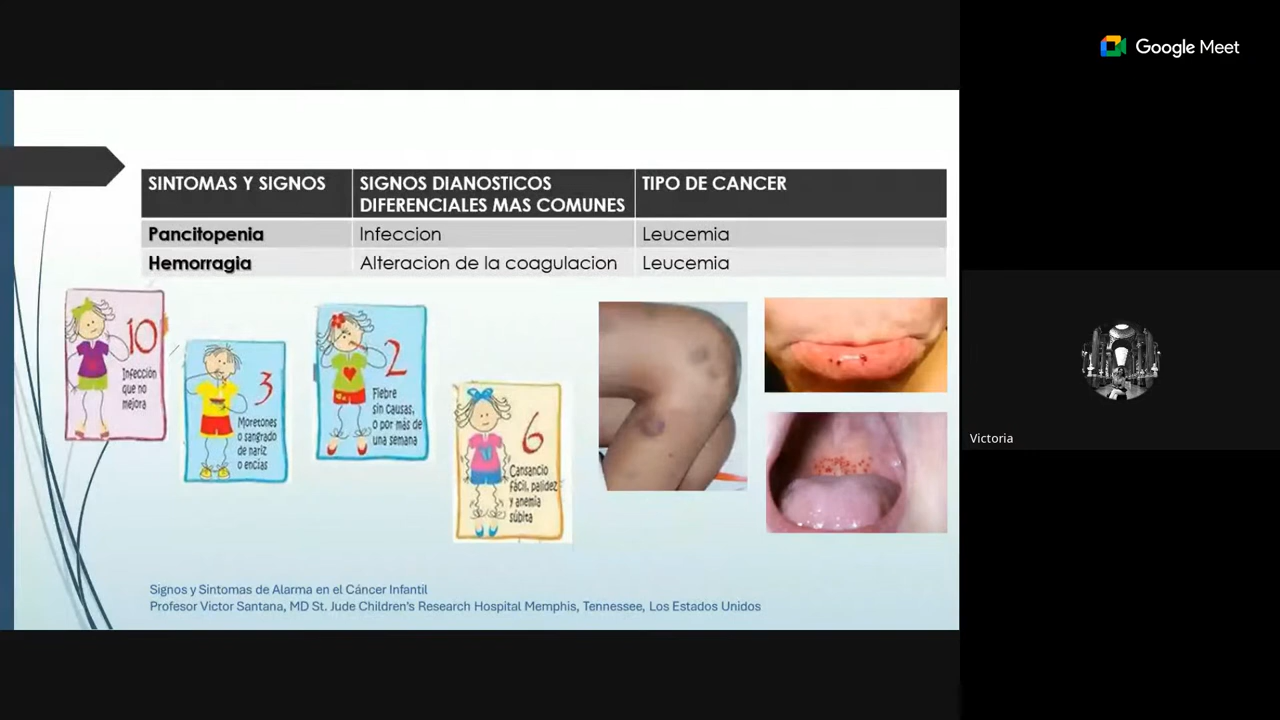 Google Meet
SINTOMAS Y SIGNOS
SIGNOS DIANOSTICOS
DIFERENCIALES MAS COMUNES
TIPO DE CANCER
Pancitopenia
Infeccion
Leucemia
Hemorragia
Alteracion de la coagulacion
Leucemia
10
Infección
que no
mejora
3
Moretones
o sangrado
de nariz
o encías
2
Fiebre
sin causas,
o por más de
una semana
6
Cansancio
fácil, palidez
y anemia
súbita
Victoria
Signos y Sintomas de Alarma en el Cáncer Infantil
Profesor Victor Santana, MD St. Jude Children's Research Hospital Memphis, Tennessee, Los Estados Unidos